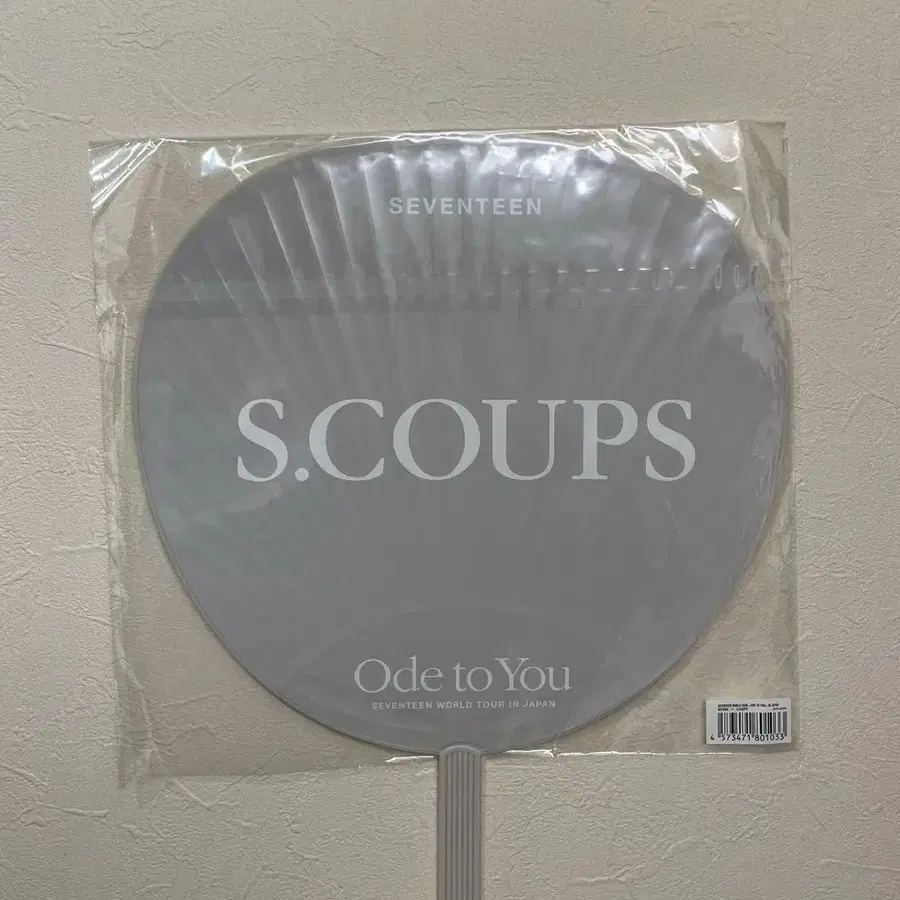 SEVENTEEN
S.COUPS
Ode to You
SEVENTEEN WORLD TOUR IN JAPAN
4 573471 801033